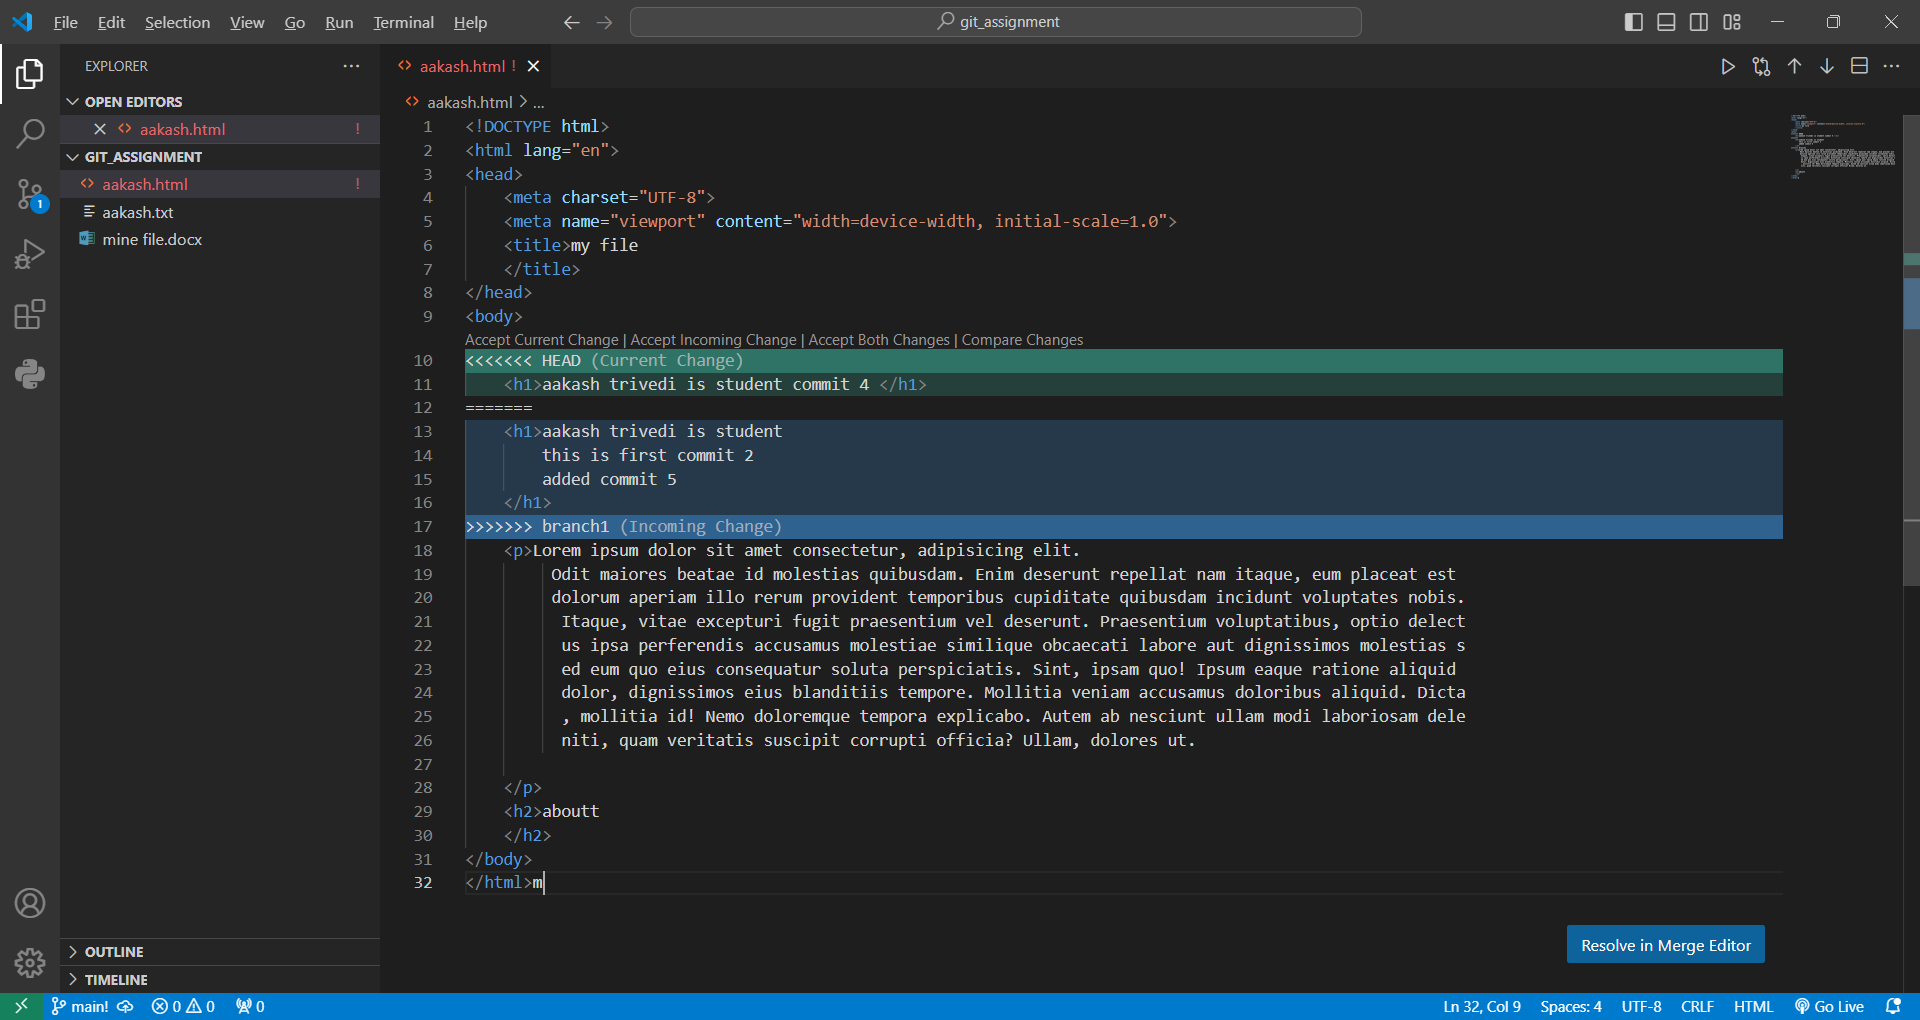 File Edit Selection View Go Run Terminal Help
git_assignment
EXPLORER
OPEN EDITORS
aakash.html !
GIT_ASSIGNMENT
aakash.html !
aakash.txt
mine file.docx
OUTLINE
TIMELINE
1
aakash.html !
aakash.html > ...
1 <!DOCTYPE html>
2 <html lang="en">
3 <head>
4 <meta charset="UTF-8">
5 <meta name="viewport" content="width=device-width, initial-scale=1.0">
6 <title>my file
7 </title>
8 </head>
9 <body>
Accept Current Change | Accept Incoming Change | Accept Both Changes | Compare Changes
10 <<<<<<< HEAD (Current Change)
11 <h1>aakash trivedi is student commit 4 </h1>
12 =======
13 <h1>aakash trivedi is student
14 this is first commit 2
15 added commit 5
16 </h1>
17 >>>>>>> branch1 (Incoming Change)
18 <p>Lorem ipsum dolor sit amet consectetur, adipisicing elit.
19 Odit maiores beatae id molestias quibusdam. Enim deserunt repellat nam itaque, eum placeat est
20 dolorum aperiam illo rerum provident temporibus cupiditate quibusdam incidunt voluptates nobis.
21 Itaque, vitae excepturi fugit praesentium vel deserunt. Praesentium voluptatibus, optio delect
22 us ipsa perferendis accusamus molestiae similique obcaecati labore aut dignissimos molestias s
23 ed eum quo eius consequatur soluta perspiciatis. Sint, ipsam quo! Ipsum eaque ratione aliquid
24 dolor, dignissimos eius blanditiis tempore. Mollitia veniam accusamus doloribus aliquid. Dicta
25 , mollitia id! Nemo doloremque tempora explicabo. Autem ab nesciunt ullam modi laboriosam dele
26 niti, quam veritatis suscipit corrupti officia? Ullam, dolores ut.
27
28 </p>
29 <h2>aboutt
30 </h2>
31 </body>
32 </html>m
Resolve in Merge Editor
main! 0 0 0
Ln 32, Col 9 Spaces: 4 UTF-8 CRLF HTML Go Live